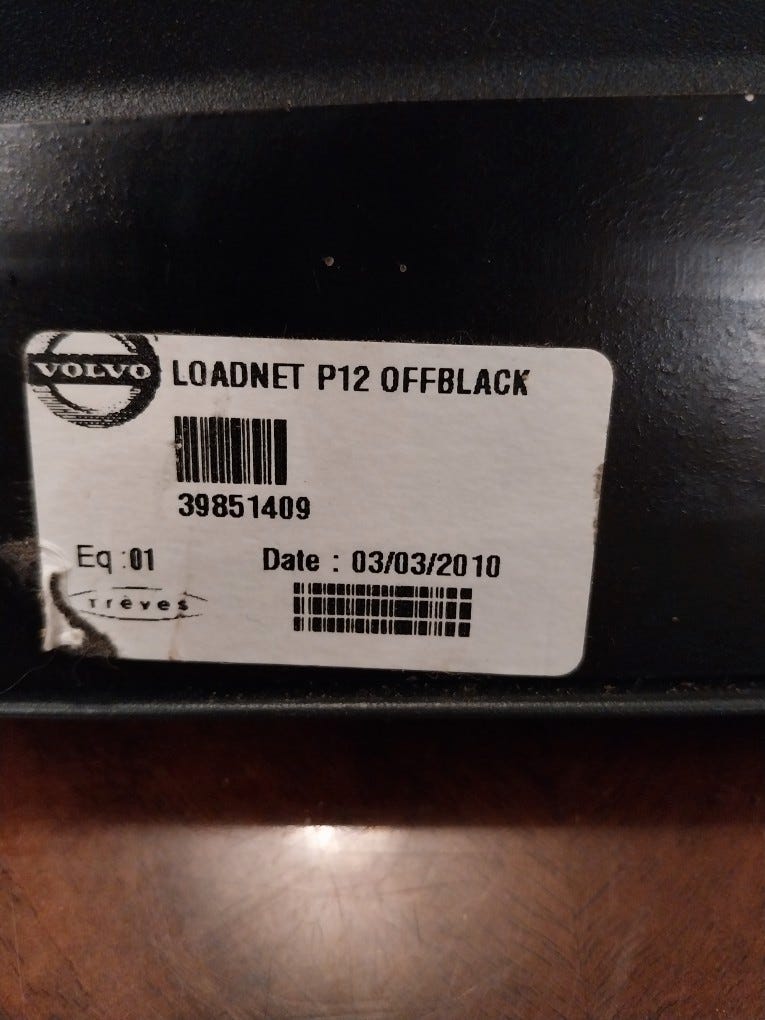 VOLVO
LOADNET P12 OFFBLACK
39851409
Eq :01 Date : 03/03/2010
Trèves